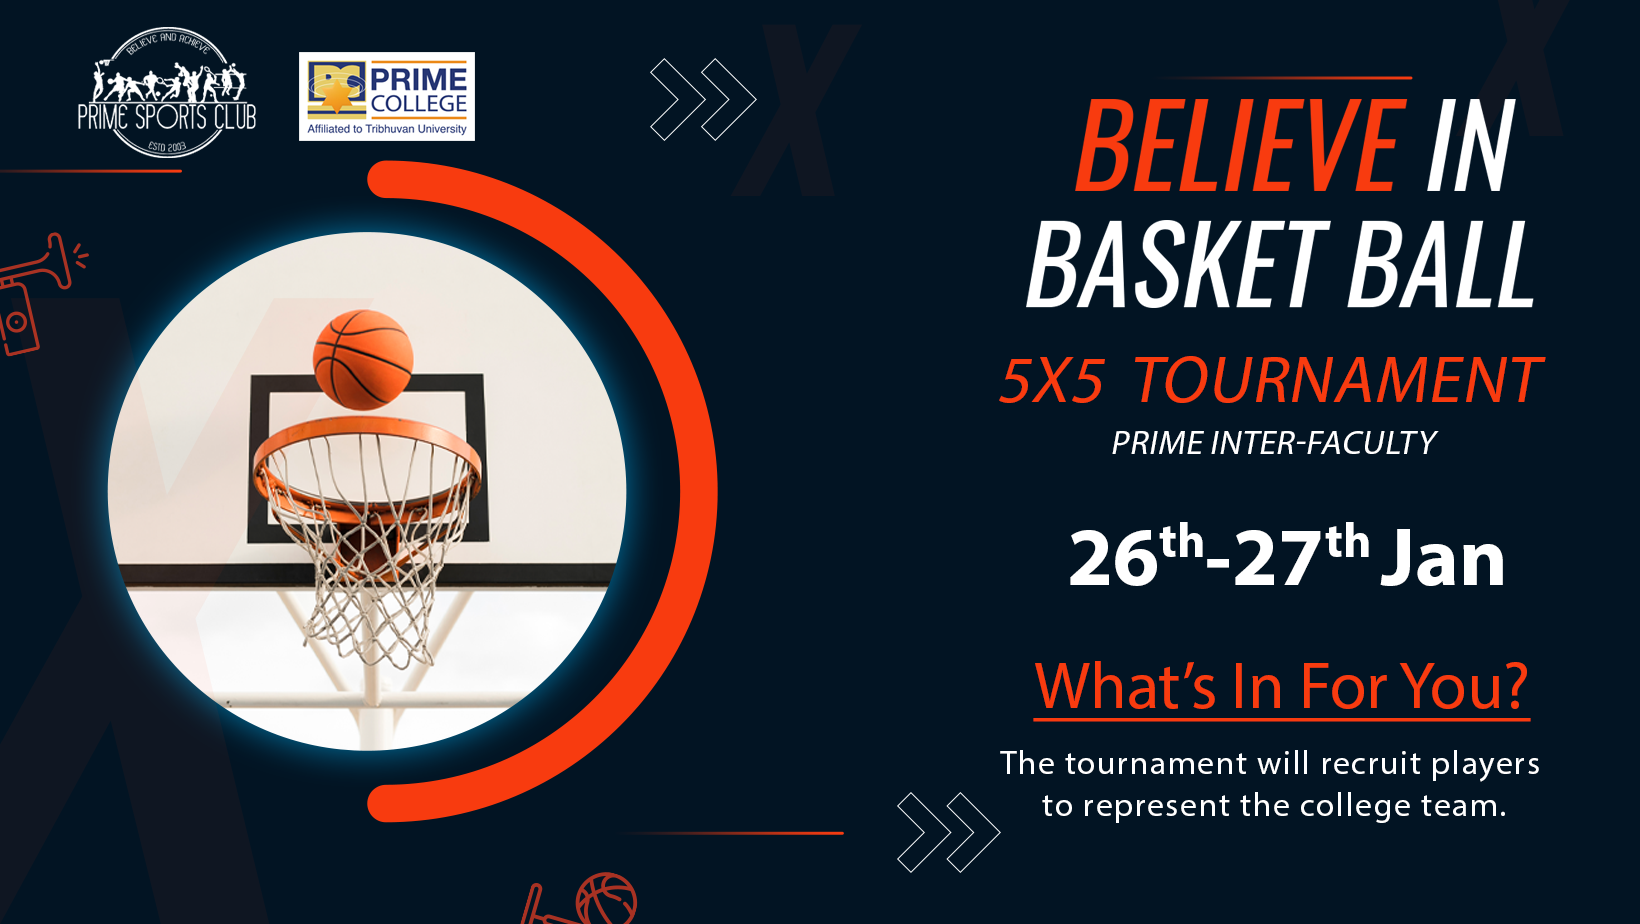 BELIEVE AND ACHIEVE
PRIME SPORTS CLUB
ESTD 2003
PRIME
COLLEGE
Affiliated to Tribhuvan University
BELIEVE IN
BASKET BALL
5X5 TOURNAMENT
PRIME INTER-FACULTY
26th-27th Jan
What’s In For You?
The tournament will recruit players
to represent the college team.